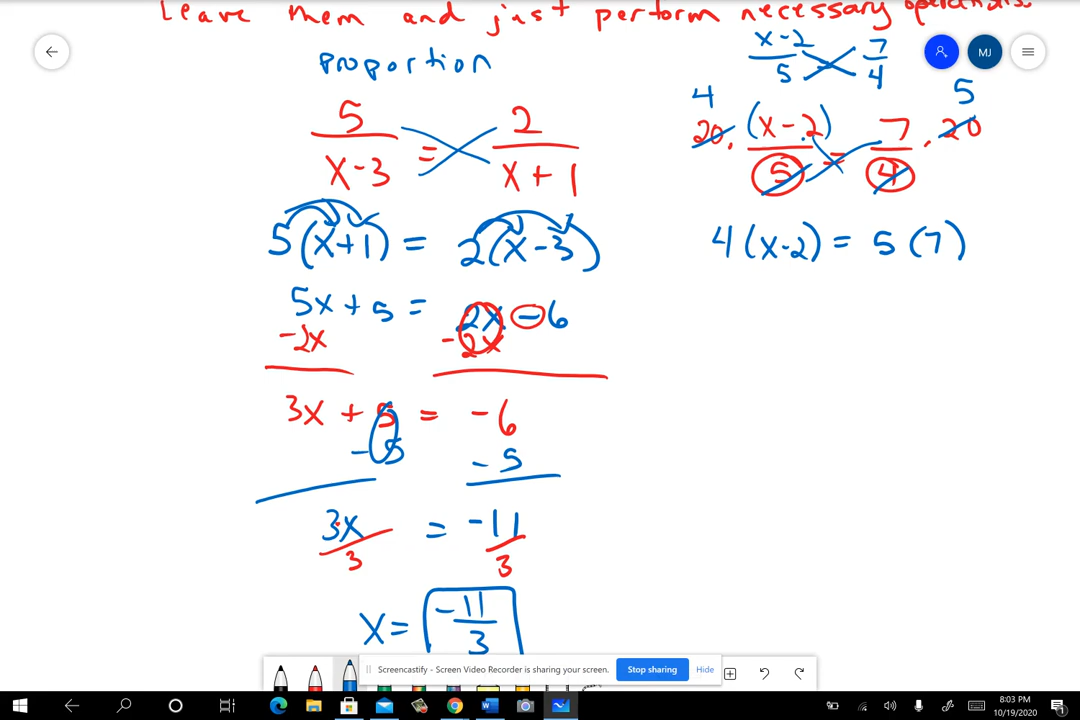 Leave them and just perform necessary operations.
proportion
5/(x-3) = 2/(x+1)
5(x+1) = 2(x-3)
5x + 5 = 2x - 6
-2x -2x
3x + 5 = -6
-5 -5
3x/3 = -11/3
x = -11/3
(x-2)/5 7/4
4 5
20 · (x-2)/5 = 7/4 · 20
4(x-2) = 5(7)
MJ
Screencastify - Screen Video Recorder is sharing your screen. Stop sharing Hide
8:03 PM
10/19/2020